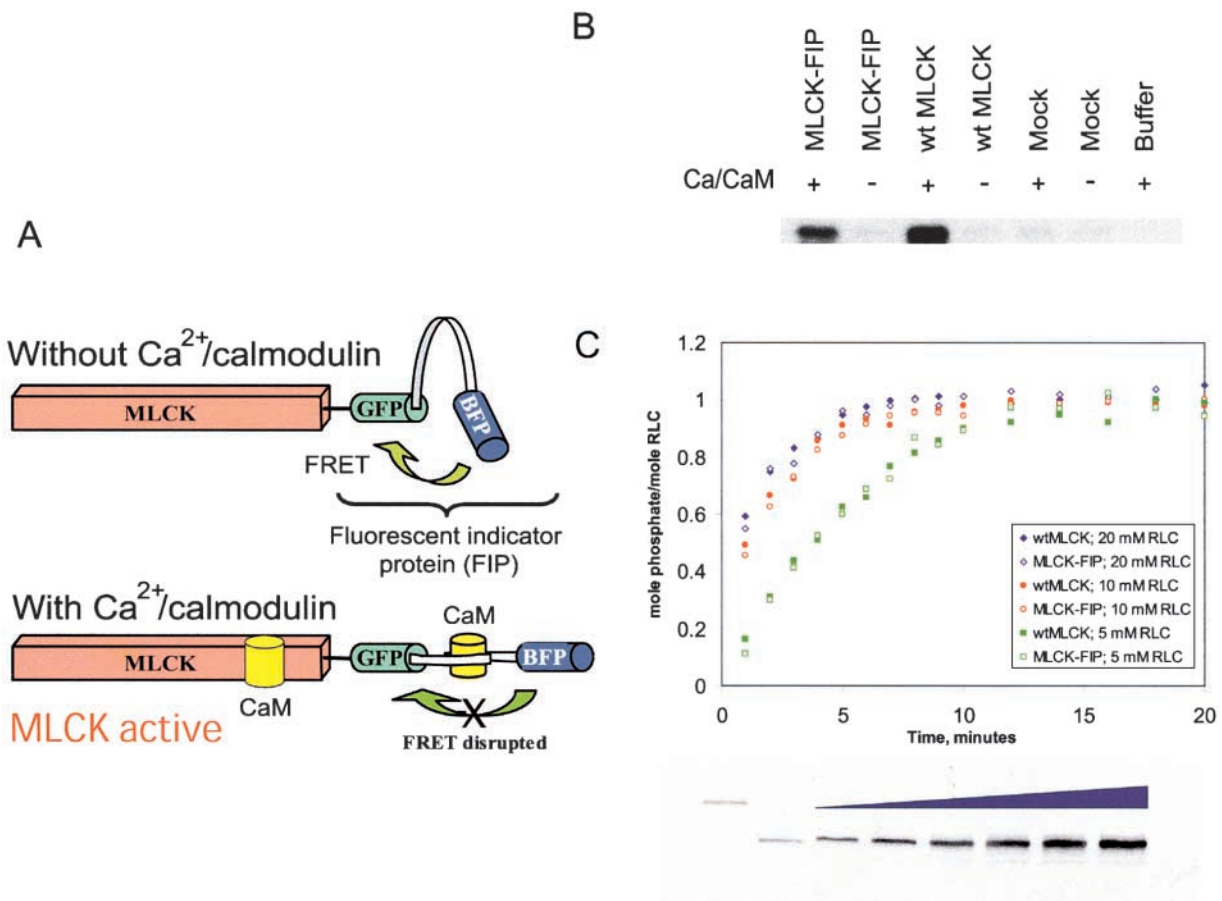 A
Without Ca2+/calmodulin
MLCK
GFP
BFP
FRET
Fluorescent indicator
protein (FIP)
With Ca2+/calmodulin
CaM
MLCK
GFP
BFP
CaM
MLCK active
X
FRET disrupted
B
MLCK-FIP
MLCK-FIP
wt MLCK
wt MLCK
Mock
Mock
Buffer
Ca/CaM + - + - + - +
C
mole phosphate/mole RLC
1.2
1
0.8
0.6
0.4
0.2
0
wtMLCK; 20 mM RLC
MLCK-FIP; 20 mM RLC
wtMLCK; 10 mM RLC
MLCK-FIP; 10 mM RLC
wtMLCK; 5 mM RLC
MLCK-FIP; 5 mM RLC
0 5 10 15 20
Time, minutes